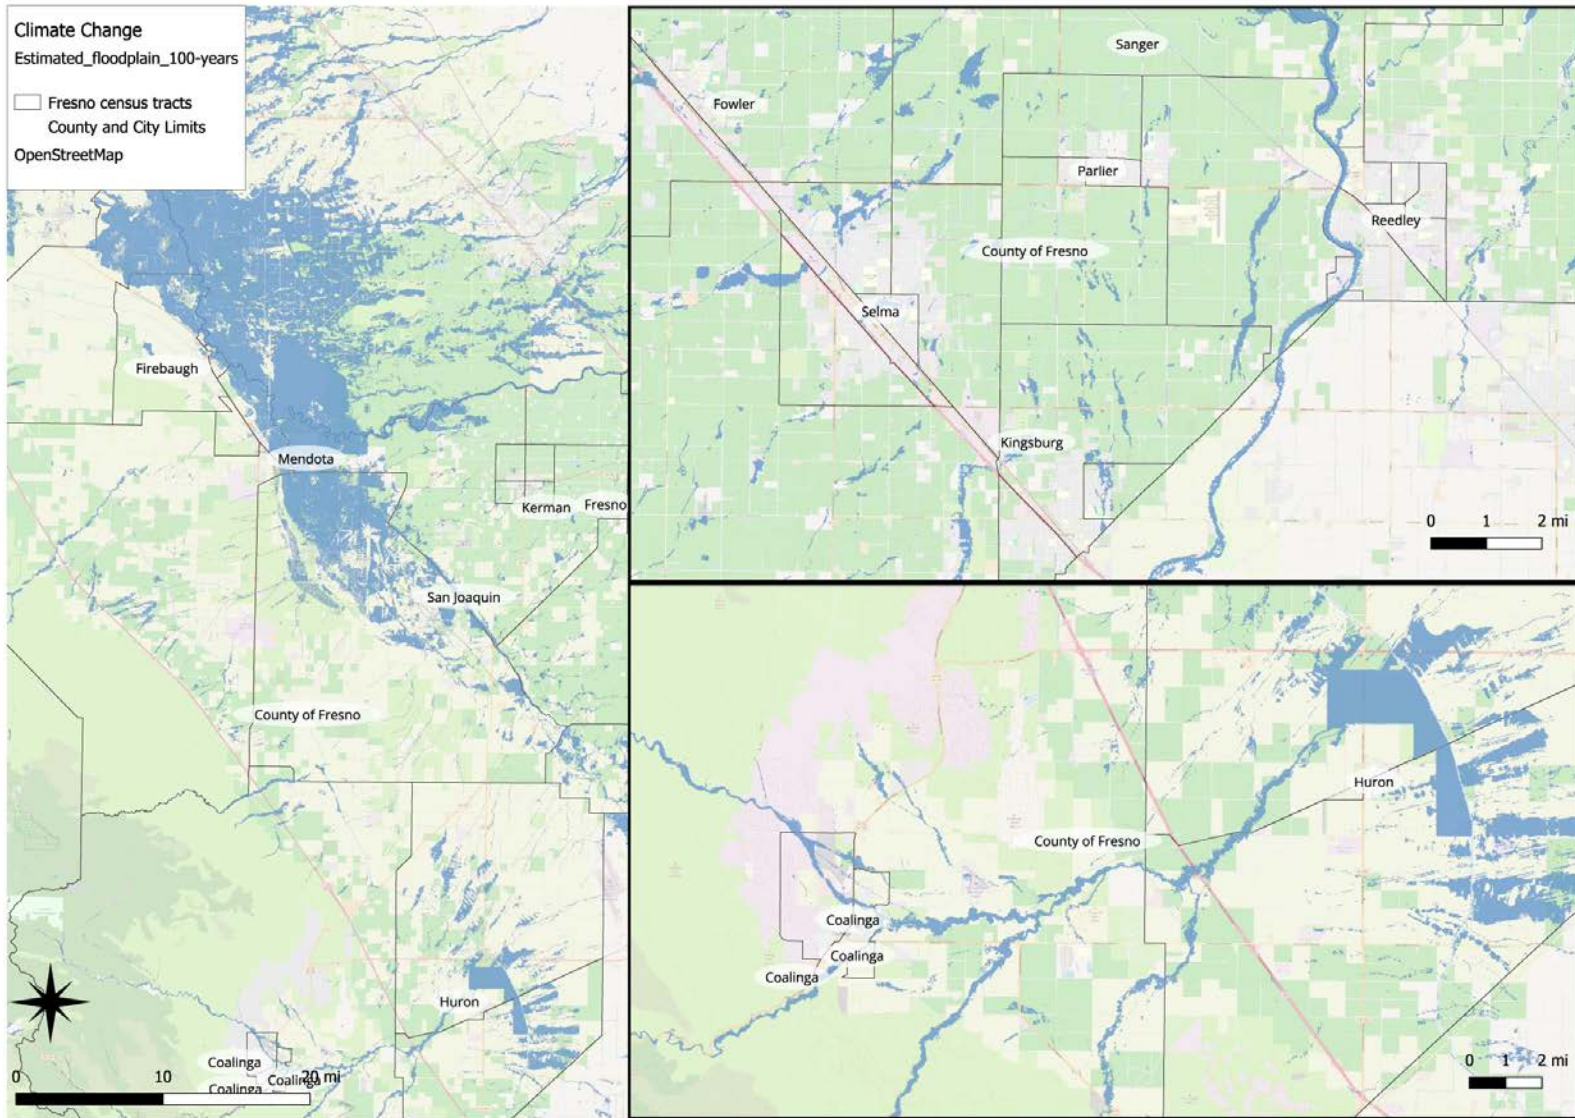 Climate Change
Estimated_floodplain_100-years
Fresno census tracts
County and City Limits
OpenStreetMap
Firebaugh
Mendota
Kerman
Fresno
San Joaquin
County of Fresno
Huron
Coalinga
Coalinga
Coalinga
0 10 20 mi
Sanger
Fowler
Parlier
Reedley
County of Fresno
Selma
Kingsburg
0 1 2 mi
Huron
County of Fresno
Coalinga
Coalinga
Coalinga
0 1 2 mi